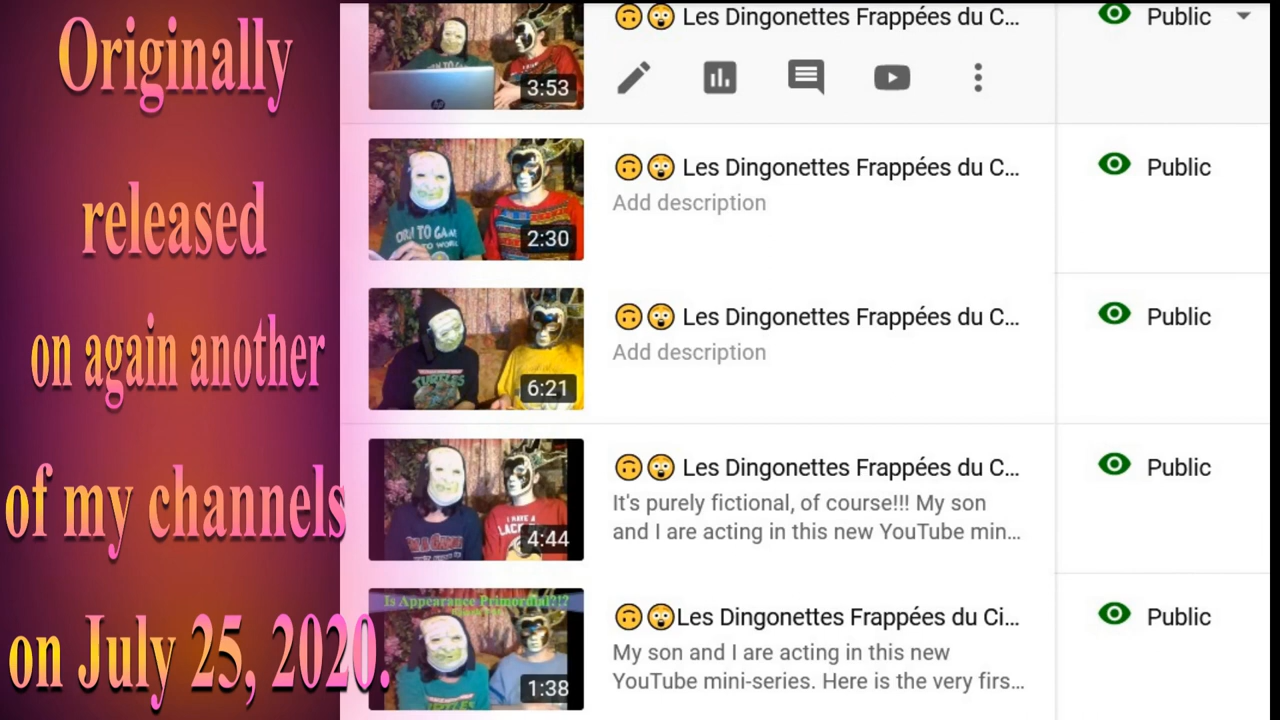 Originally
released
on again another
of my channels
on July 25, 2020.
🙃😲 Les Dingonettes Frappées du C...
Public
3:53
🙃😲 Les Dingonettes Frappées du C...
Add description
Public
2:30
🙃😲 Les Dingonettes Frappées du C...
Add description
Public
TURTLES
6:21
🙃😲 Les Dingonettes Frappées du C...
It's purely fictional, of course!!! My son
and I are acting in this new YouTube min...
Public
I HAVE A
4:44
🙃😲Les Dingonettes Frappées du Ci...
My son and I are acting in this new
YouTube mini-series. Here is the very firs...
Public
Is Appearance Primordial?!?
1:38